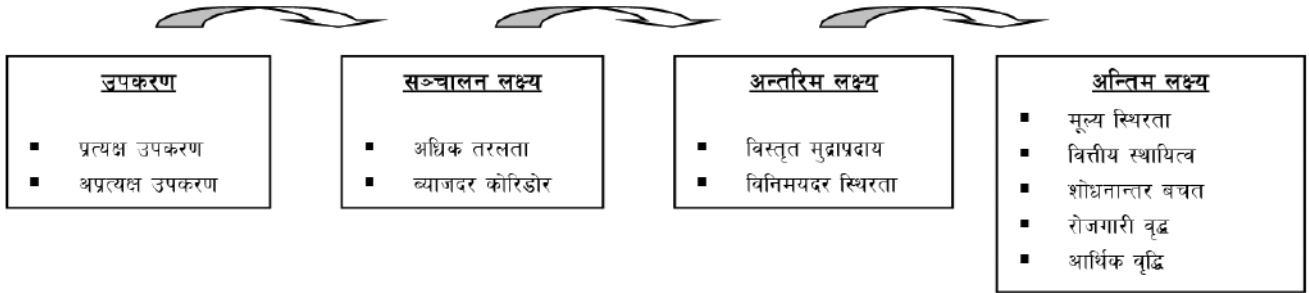 उपकरण
प्रत्यक्ष उपकरण
अप्रत्यक्ष उपकरण
सञ्चालन लक्ष्य
अधिक तरलता
ब्याजदर कोरिडोर
अन्तरिम लक्ष्य
विस्तृत मुद्राप्रदाय
विनिमयदर स्थिरता
अन्तिम लक्ष्य
मूल्य स्थिरता
वित्तीय स्थायित्व
शोधनान्तर बचत
रोजगारी वृद्ध
आर्थिक वृद्धि